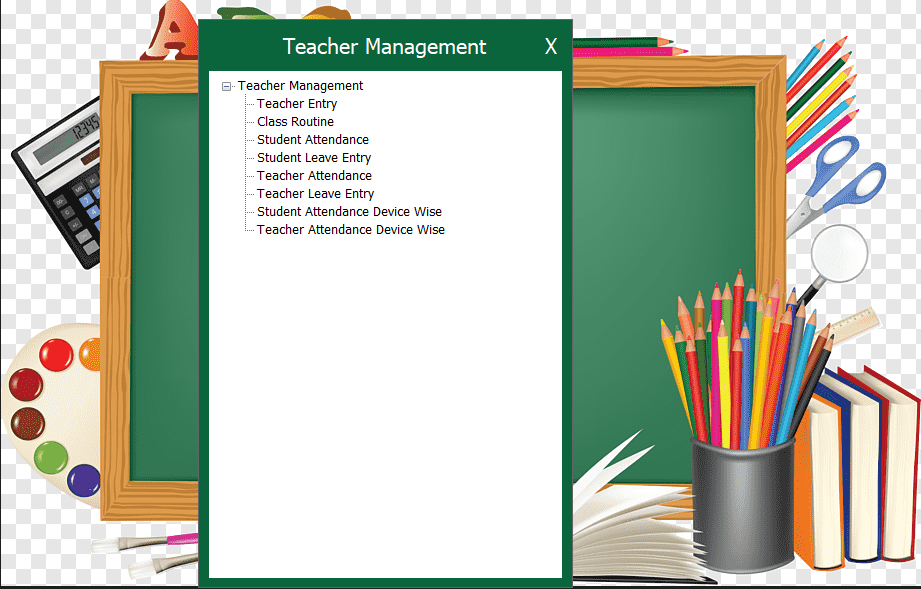 Teacher Management X
Teacher Management
Teacher Entry
Class Routine
Student Attendance
Student Leave Entry
Teacher Attendance
Teacher Leave Entry
Student Attendance Device Wise
Teacher Attendance Device Wise
A
12345